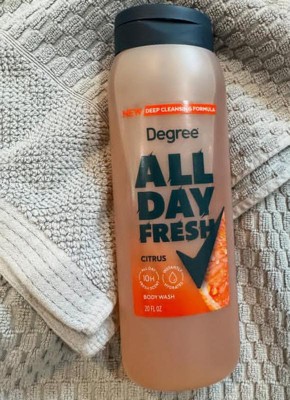 NEW DEEP CLEANSING FORMULA
Degree
ALL
DAY
FRESH
CITRUS
10H
BODY WASH
20 FL OZ